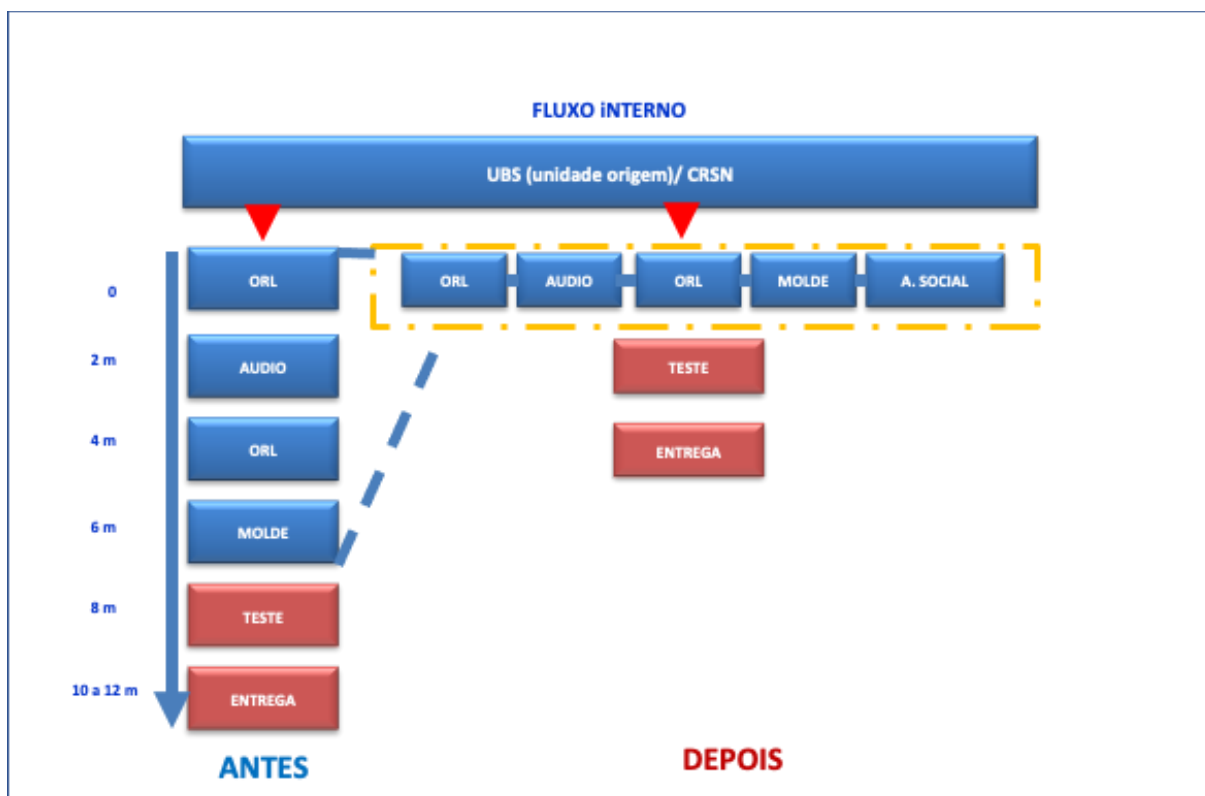 FLUXO iNTERNO
UBS (unidade origem)/ CRSN
0
ORL
ORL
AUDIO
ORL
MOLDE
A. SOCIAL
2 m
AUDIO
TESTE
4 m
ORL
ENTREGA
6 m
MOLDE
8 m
TESTE
10 a 12 m
ENTREGA
ANTES
DEPOIS